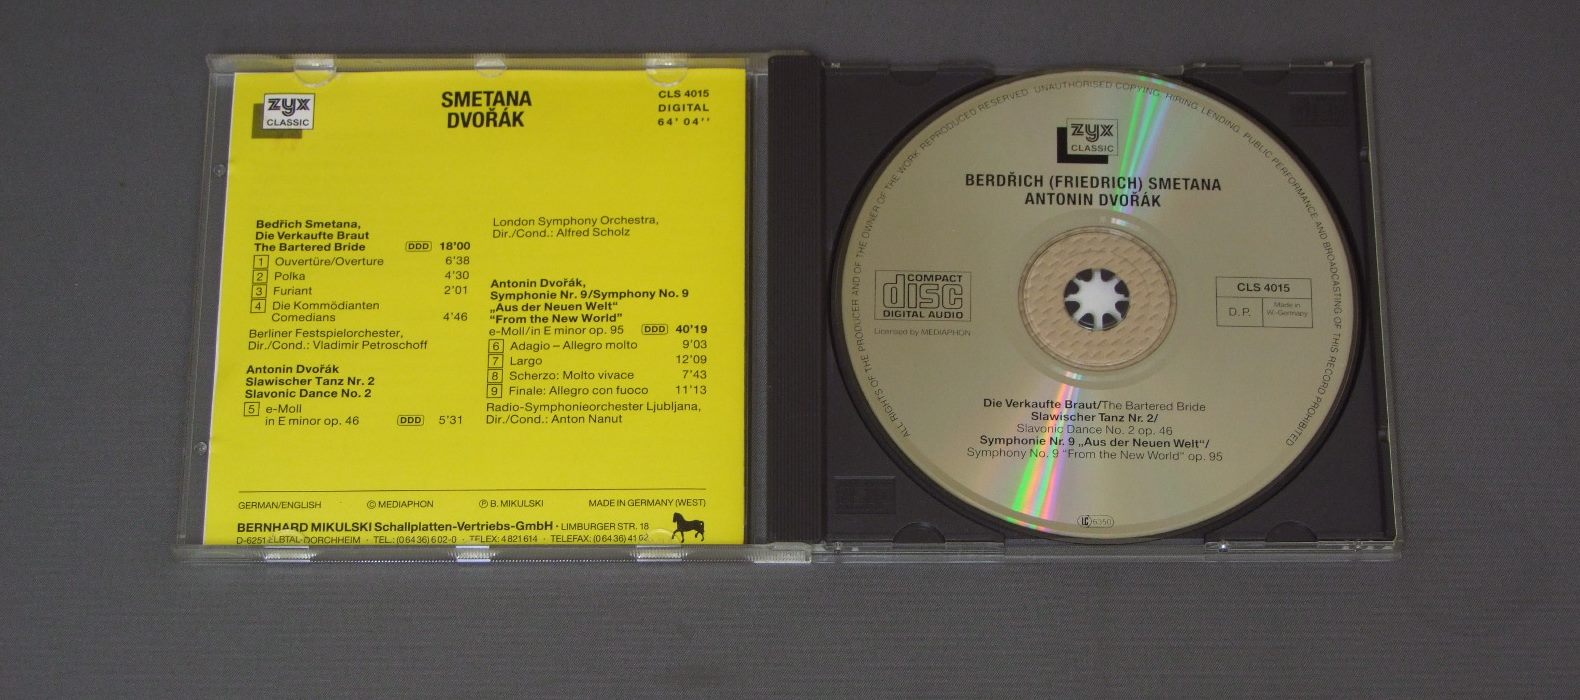 zyx
CLASSIC
SMETANA
DVOŘÁK
CLS 4015
DIGITAL
64' 04''
Bedřich Smetana,
Die Verkaufte Braut
The Bartered Bride DDD 18'00
1 Ouvertüre/Overture 6'38
2 Polka 4'30
3 Furiant 2'01
4 Die Kommödianten
Comedians 4'46
Berliner Festspielorchester,
Dir./Cond.: Vladimir Petroschoff
Antonin Dvořák
Slawischer Tanz Nr. 2
Slavonic Dance No. 2
5 e-Moll
in E minor op. 46 DDD 5'31
London Symphony Orchestra,
Dir./Cond.: Alfred Scholz
Antonin Dvořák,
Symphonie Nr. 9/Symphony No. 9
„Aus der Neuen Welt“
“From the New World”
e-Moll/in E minor op. 95 DDD 40'19
6 Adagio – Allegro molto 9'03
7 Largo 12'09
8 Scherzo: Molto vivace 7'43
9 Finale: Allegro con fuoco 11'13
Radio-Symphonieorchester Ljubljana,
Dir./Cond.: Anton Nanut
GERMAN/ENGLISH © MEDIAPHON ℗ B. MIKULSKI MADE IN GERMANY (WEST)
BERNHARD MIKULSKI Schallplatten-Vertriebs-GmbH · LIMBURGER STR. 18
D-6251 ELBTAL-DORCHHEIM · TEL.: (06436) 602-0 · TELEX: 4821614 · TELEFAX: (06436) 4102
ALL RIGHTS OF THE PRODUCER AND OF THE OWNER OF THE WORK REPRODUCED RESERVED UNAUTHORISED COPYING, HIRING LENDING, PUBLIC PERFORMANCE AND BROADCASTING OF THIS RECORD PROHIBITED
zyx
CLASSIC
BERDŘICH (FRIEDRICH) SMETANA
ANTONIN DVOŘÁK
COMPACT
disc
DIGITAL AUDIO
Licensed by MEDIAPHON
CLS 4015
D.P.
Made in
W.-Germany
Die Verkaufte Braut/The Bartered Bride
Slawischer Tanz Nr. 2/
Slavonic Dance No. 2 op. 46
Symphonie Nr. 9 „Aus der Neuen Welt“/
Symphony No. 9 “From the New World” op. 95
LC 6350